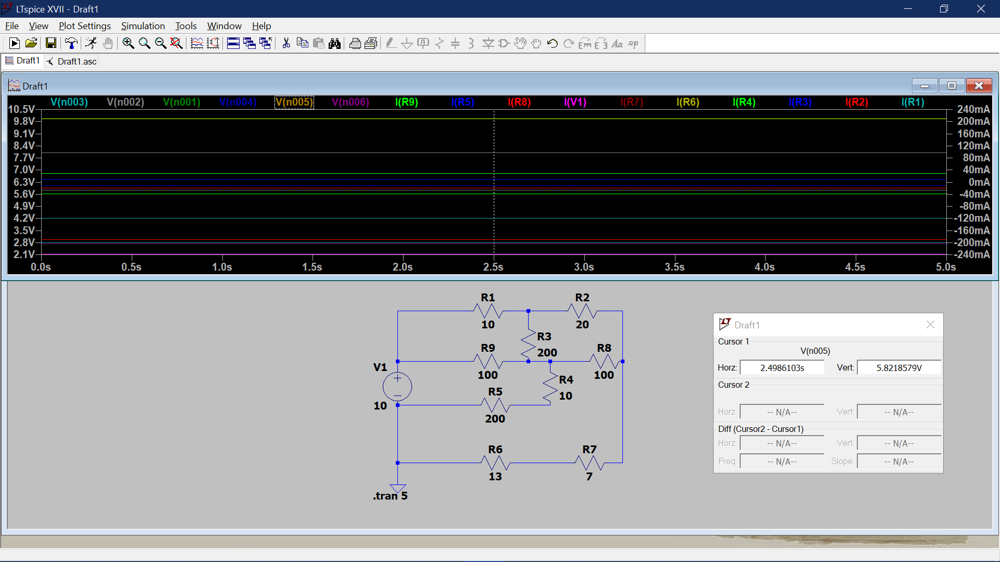 LTspice XVII - Draft1
File View Plot Settings Simulation Tools Window Help
Draft1 Draft1.asc
Draft1
V(n003) V(n002) V(n001) V(n004) V(n005) V(n006) I(R9) I(R5) I(R8) I(V1) I(R7) I(R6) I(R4) I(R3) I(R2) I(R1)
10.5V 240mA
9.8V 200mA
9.1V 160mA
8.4V 120mA
7.7V 80mA
7.0V 40mA
6.3V 0mA
5.6V -40mA
4.9V -80mA
4.2V -120mA
3.5V -160mA
2.8V -200mA
2.1V -240mA
0.0s 0.5s 1.0s 1.5s 2.0s 2.5s 3.0s 3.5s 4.0s 4.5s 5.0s
R1 R2
10 20
R3
200
R9 R8
100 100
V1
10
R4
10
R5
200
R6 R7
13 7
.tran 5
Draft1
Cursor 1
V(n005)
Horz: 2.4986103s Vert: 5.8218579V
Cursor 2
Horz: -- N/A-- Vert: -- N/A--
Diff (Cursor2 - Cursor1)
Horz: -- N/A-- Vert: -- N/A--
Freq: -- N/A-- Slope: -- N/A--